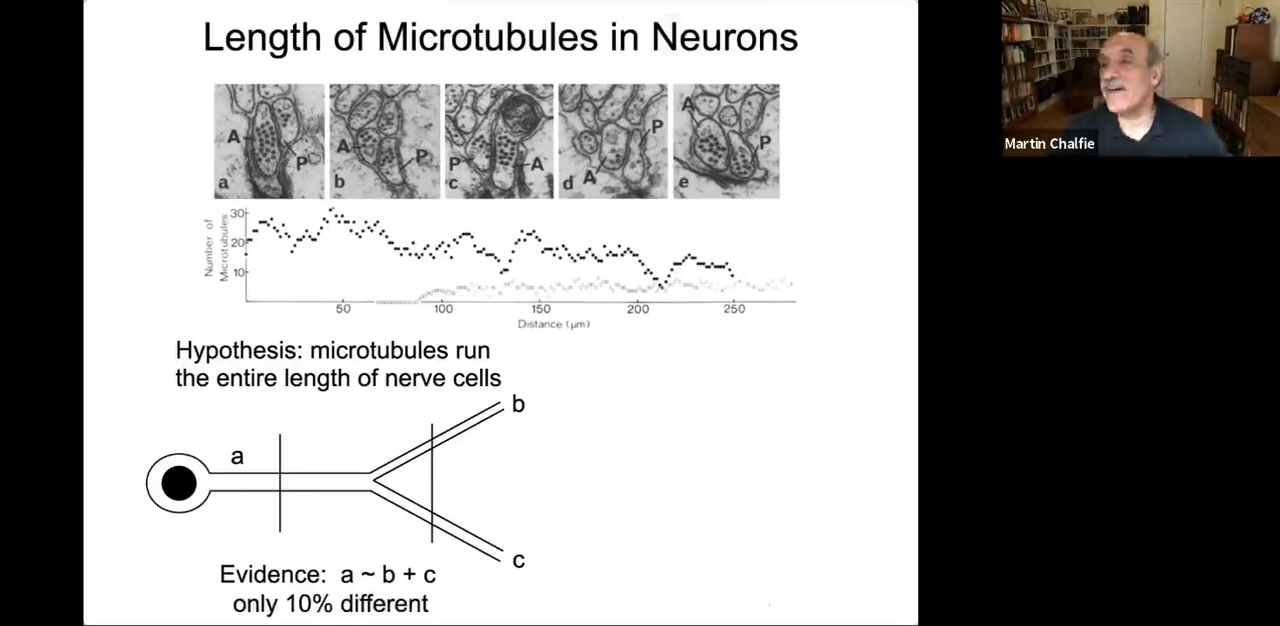 Length of Microtubules in Neurons
Martin Chalfie
A
P
a
A
P
b
P
A
c
P
A
d
A
P
e
Number of
Microtubules
30
20
10
50
100
150
200
250
Distance (μm)
Hypothesis: microtubules run
the entire length of nerve cells
b
a
c
Evidence: a ~ b + c
only 10% different